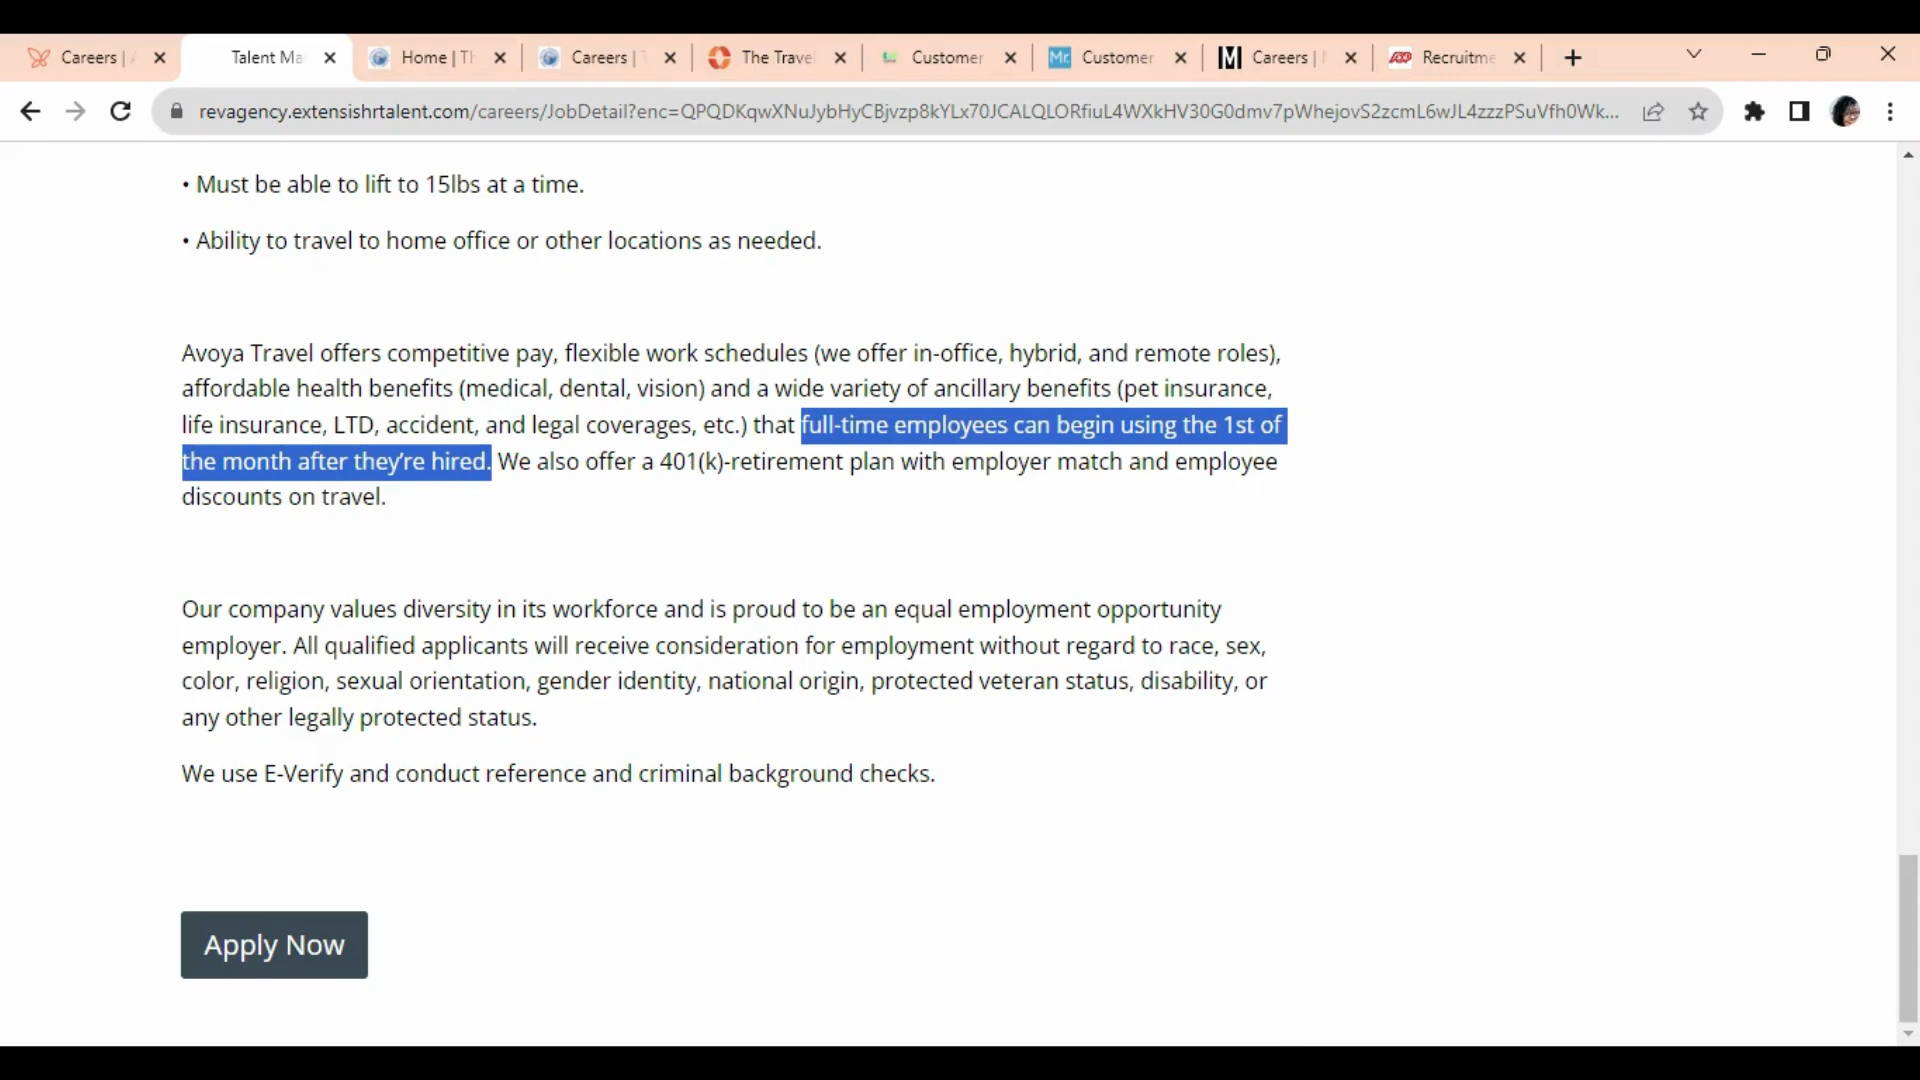 Careers |
Talent Ma
Home | Th
Careers | T
The Trave
Customer
Mr. Customer
M Careers |
ADP Recruitme
revagency.extensishrtalent.com/careers/JobDetail?enc=QPQDKqwXNuJybHyCBjvzp8kYLx70JCALQLORfiuL4WXkHV30G0dmv7pWhejovS2zcmL6wJL4zzzPSuVfh0Wk...
• Must be able to lift to 15lbs at a time.
• Ability to travel to home office or other locations as needed.
Avoya Travel offers competitive pay, flexible work schedules (we offer in-office, hybrid, and remote roles),
affordable health benefits (medical, dental, vision) and a wide variety of ancillary benefits (pet insurance,
life insurance, LTD, accident, and legal coverages, etc.) that full-time employees can begin using the 1st of
the month after they’re hired. We also offer a 401(k)-retirement plan with employer match and employee
discounts on travel.
Our company values diversity in its workforce and is proud to be an equal employment opportunity
employer. All qualified applicants will receive consideration for employment without regard to race, sex,
color, religion, sexual orientation, gender identity, national origin, protected veteran status, disability, or
any other legally protected status.
We use E-Verify and conduct reference and criminal background checks.
Apply Now